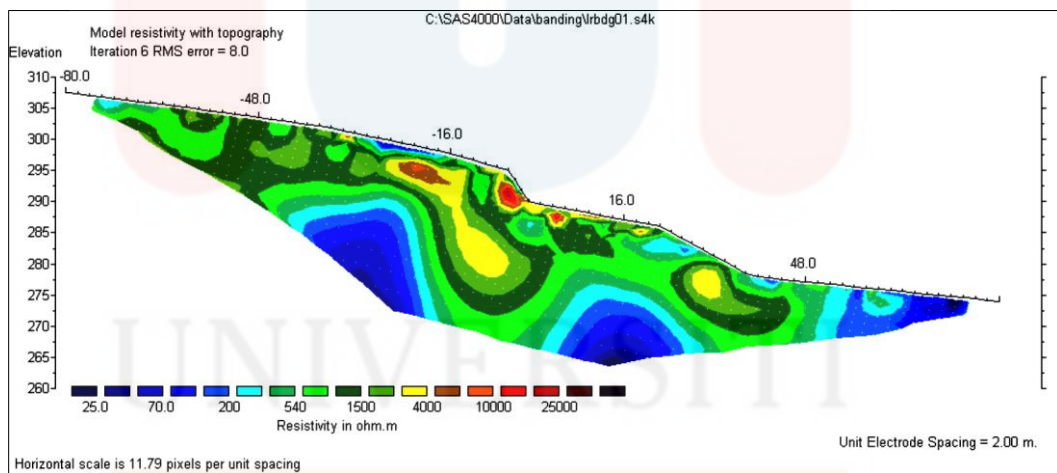 C:\SAS4000\Data\banding\lrbdg01.s4k
Model resistivity with topography
Elevation
Iteration 6 RMS error = 8.0
310
-80.0
305
-48.0
300
-16.0
295
290
16.0
285
280
48.0
275
270
265
260
UNIVERSITI
25.0 70.0 200 540 1500 4000 10000 25000
Resistivity in ohm.m
Unit Electrode Spacing = 2.00 m.
Horizontal scale is 11.79 pixels per unit spacing